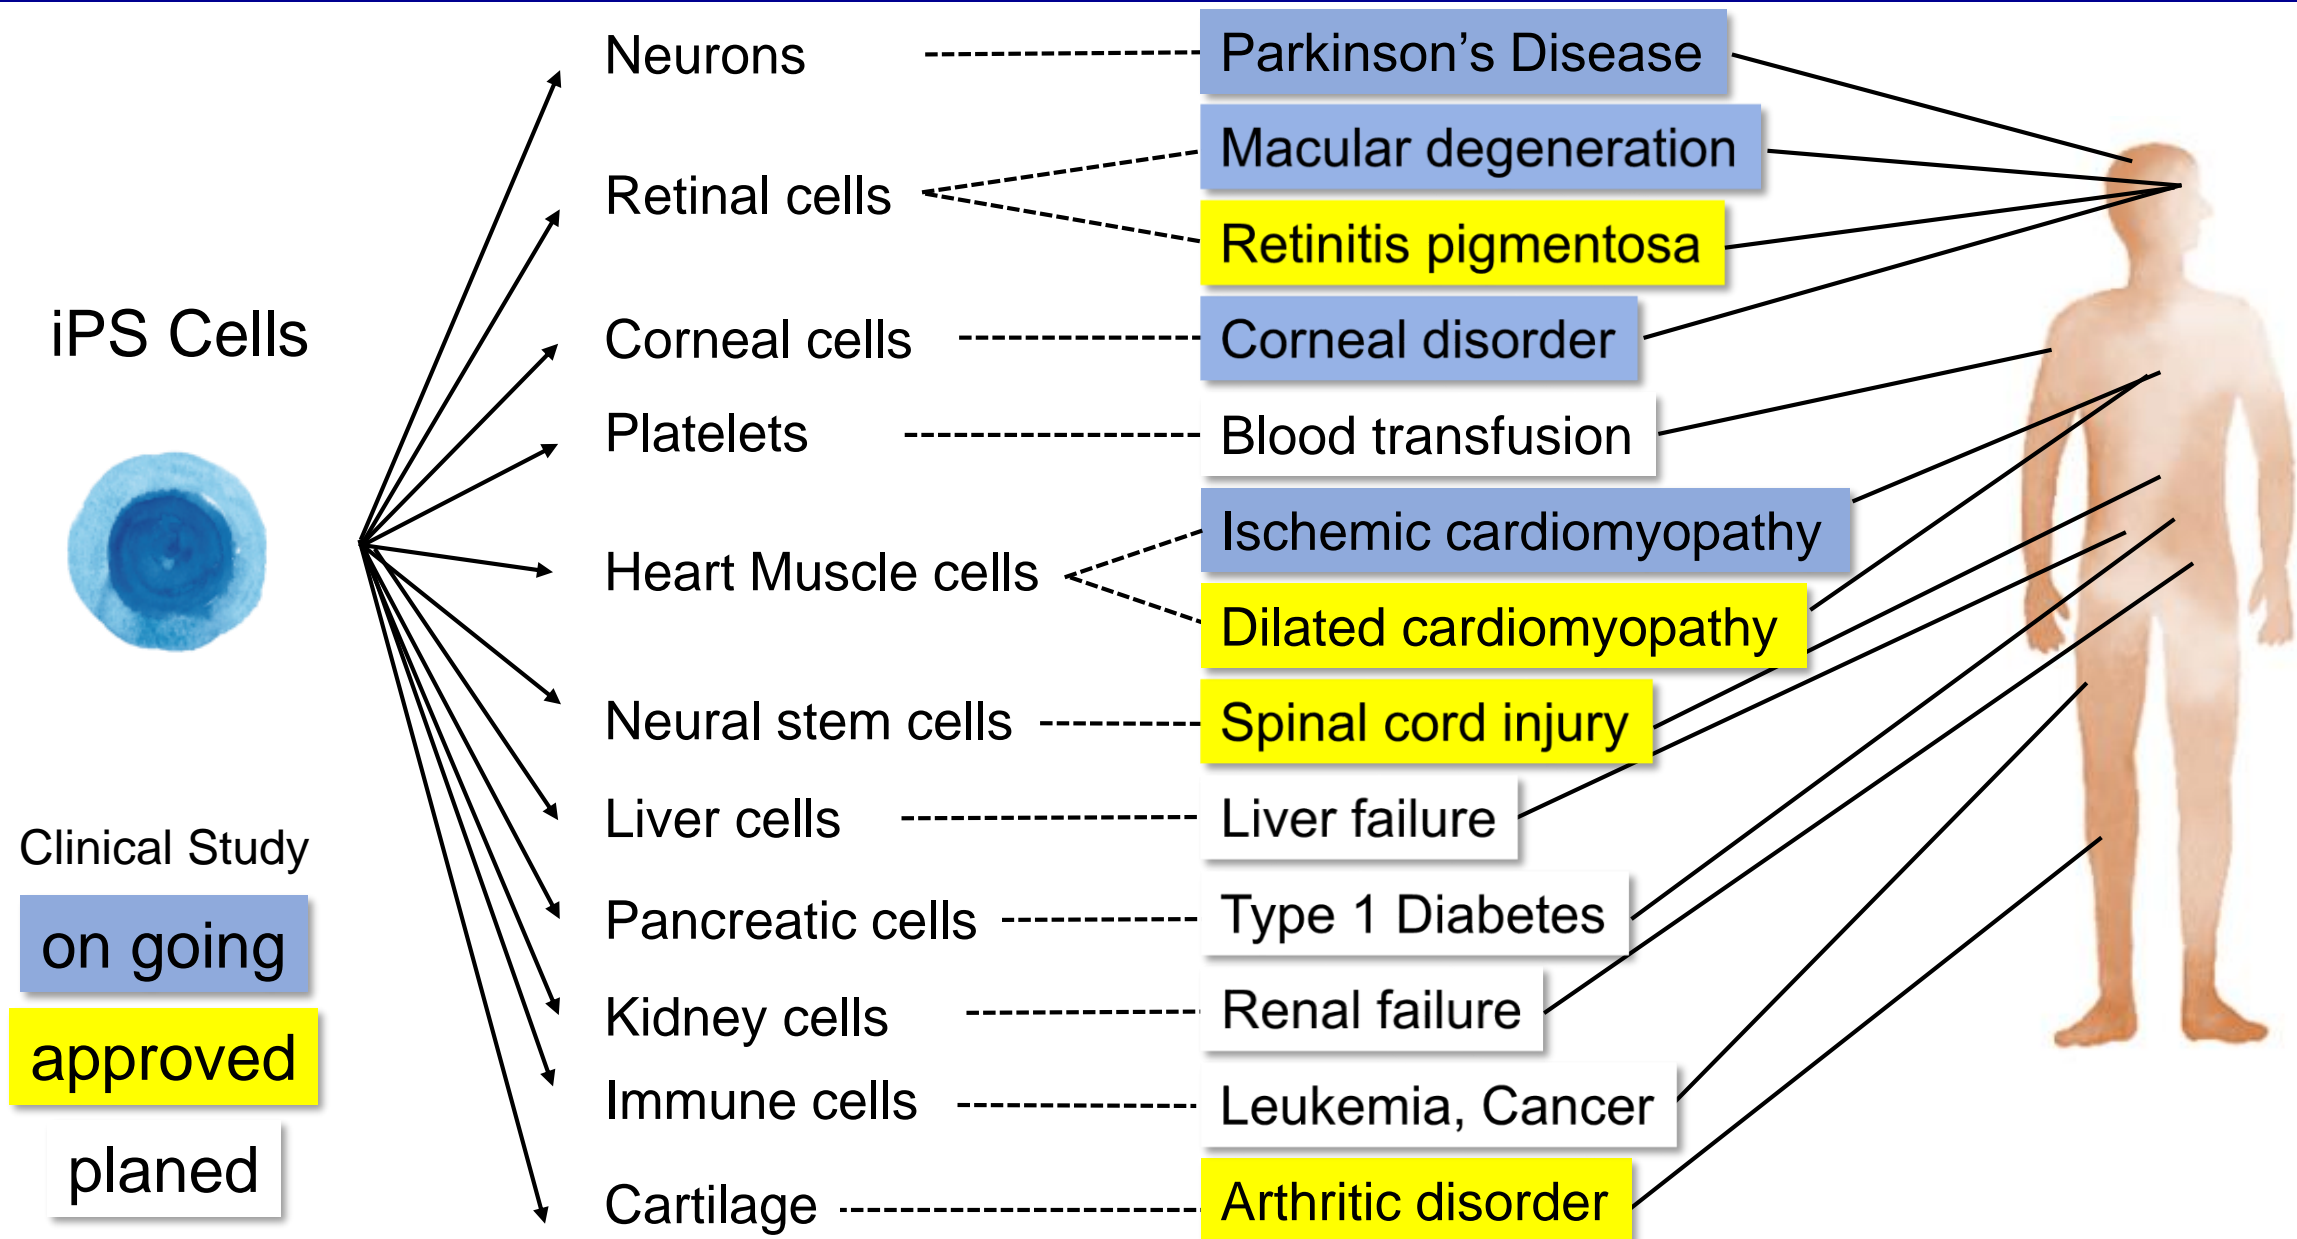 iPS Cells
Clinical Study
on going
approved
planed
Neurons
Retinal cells
Corneal cells
Platelets
Heart Muscle cells
Neural stem cells
Liver cells
Pancreatic cells
Kidney cells
Immune cells
Cartilage
Parkinson’s Disease
Macular degeneration
Retinitis pigmentosa
Corneal disorder
Blood transfusion
Ischemic cardiomyopathy
Dilated cardiomyopathy
Spinal cord injury
Liver failure
Type 1 Diabetes
Renal failure
Leukemia, Cancer
Arthritic disorder